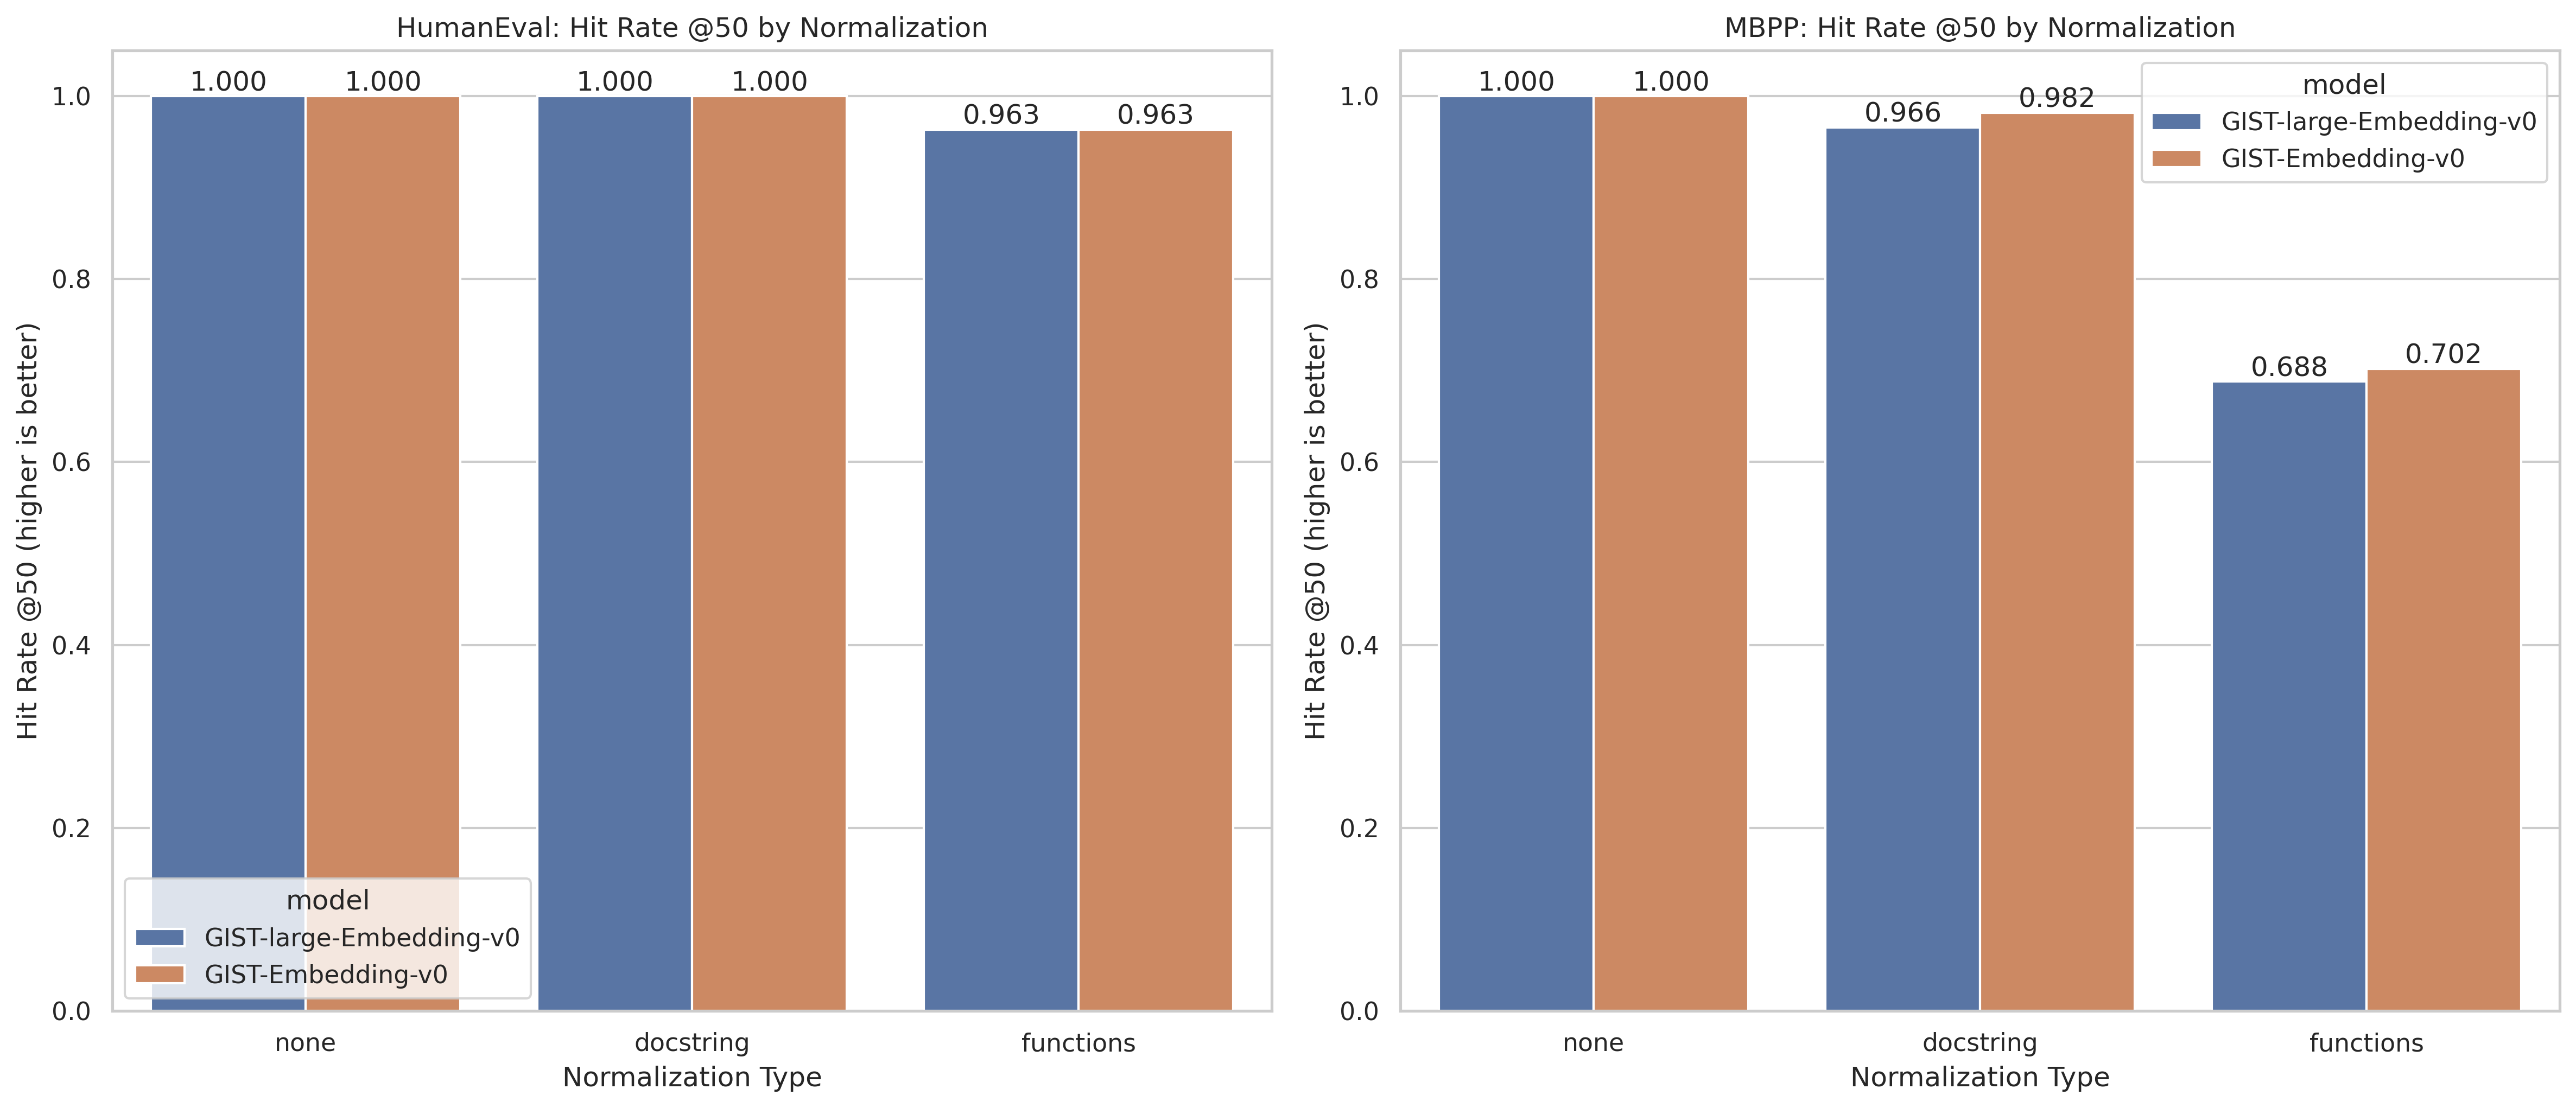 HumanEval: Hit Rate @50 by Normalization
Hit Rate @50 (higher is better)
1.0
0.8
0.6
0.4
0.2
0.0
1.000
1.000
1.000
1.000
0.963
0.963
model
GIST-large-Embedding-v0
GIST-Embedding-v0
none
docstring
functions
Normalization Type
MBPP: Hit Rate @50 by Normalization
Hit Rate @50 (higher is better)
1.0
0.8
0.6
0.4
0.2
0.0
1.000
1.000
0.966
0.982
0.688
0.702
model
GIST-large-Embedding-v0
GIST-Embedding-v0
none
docstring
functions
Normalization Type